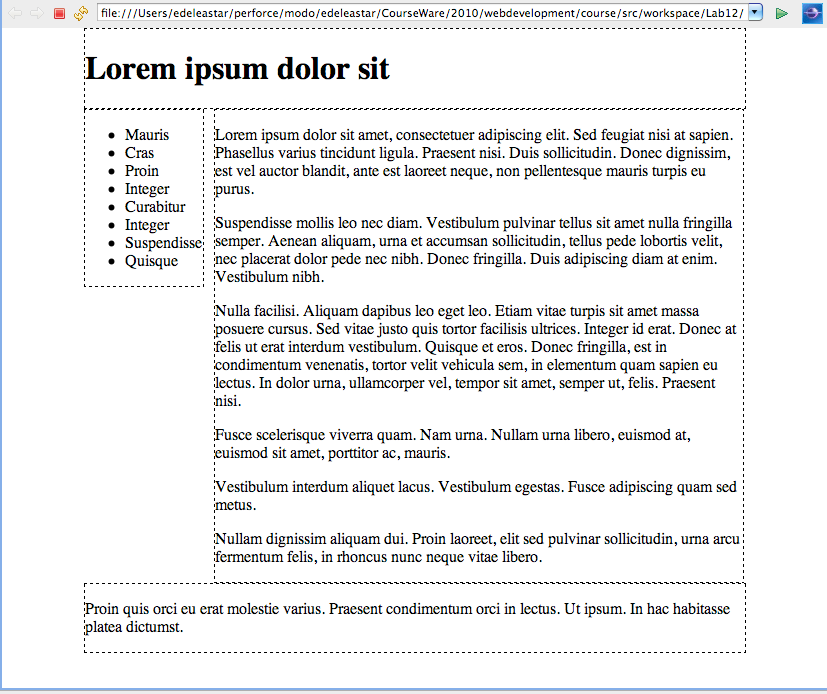 file:///Users/edeleastar/perforce/modo/edeleastar/CourseWare/2010/webdevelopment/course/src/workspace/Lab12/
Lorem ipsum dolor sit
Mauris
Cras
Proin
Integer
Curabitur
Integer
Suspendisse
Quisque
Lorem ipsum dolor sit amet, consectetuer adipiscing elit. Sed feugiat nisi at sapien.
Phasellus varius tincidunt ligula. Praesent nisi. Duis sollicitudin. Donec dignissim,
est vel auctor blandit, ante est laoreet neque, non pellentesque mauris turpis eu
purus.
Suspendisse mollis leo nec diam. Vestibulum pulvinar tellus sit amet nulla fringilla
semper. Aenean aliquam, urna et accumsan sollicitudin, tellus pede lobortis velit,
nec placerat dolor pede nec nibh. Donec fringilla. Duis adipiscing diam at enim.
Vestibulum nibh.
Nulla facilisi. Aliquam dapibus leo eget leo. Etiam vitae turpis sit amet massa
posuere cursus. Sed vitae justo quis tortor facilisis ultrices. Integer id erat. Donec at
felis ut erat interdum vestibulum. Quisque et eros. Donec fringilla, est in
condimentum venenatis, tortor velit vehicula sem, in elementum quam sapien eu
lectus. In dolor urna, ullamcorper vel, tempor sit amet, semper ut, felis. Praesent
nisi.
Fusce scelerisque viverra quam. Nam urna. Nullam urna libero, euismod at,
euismod sit amet, porttitor ac, mauris.
Vestibulum interdum aliquet lacus. Vestibulum egestas. Fusce adipiscing quam sed
metus.
Nullam dignissim aliquam dui. Proin laoreet, elit sed pulvinar sollicitudin, urna arcu
fermentum felis, in rhoncus nunc neque vitae libero.
Proin quis orci eu erat molestie varius. Praesent condimentum orci in lectus. Ut ipsum. In hac habitasse
platea dictumst.